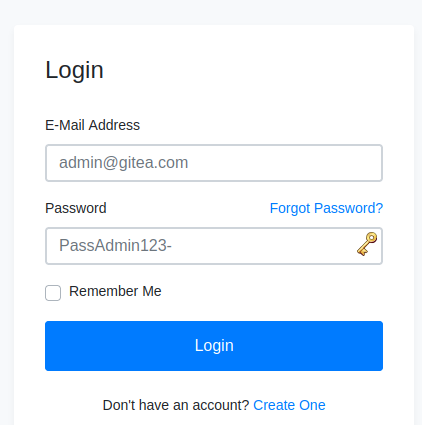 Login
E-Mail Address
admin@gitea.com
Password Forgot Password?
PassAdmin123-
Remember Me
Login
Don't have an account? Create One